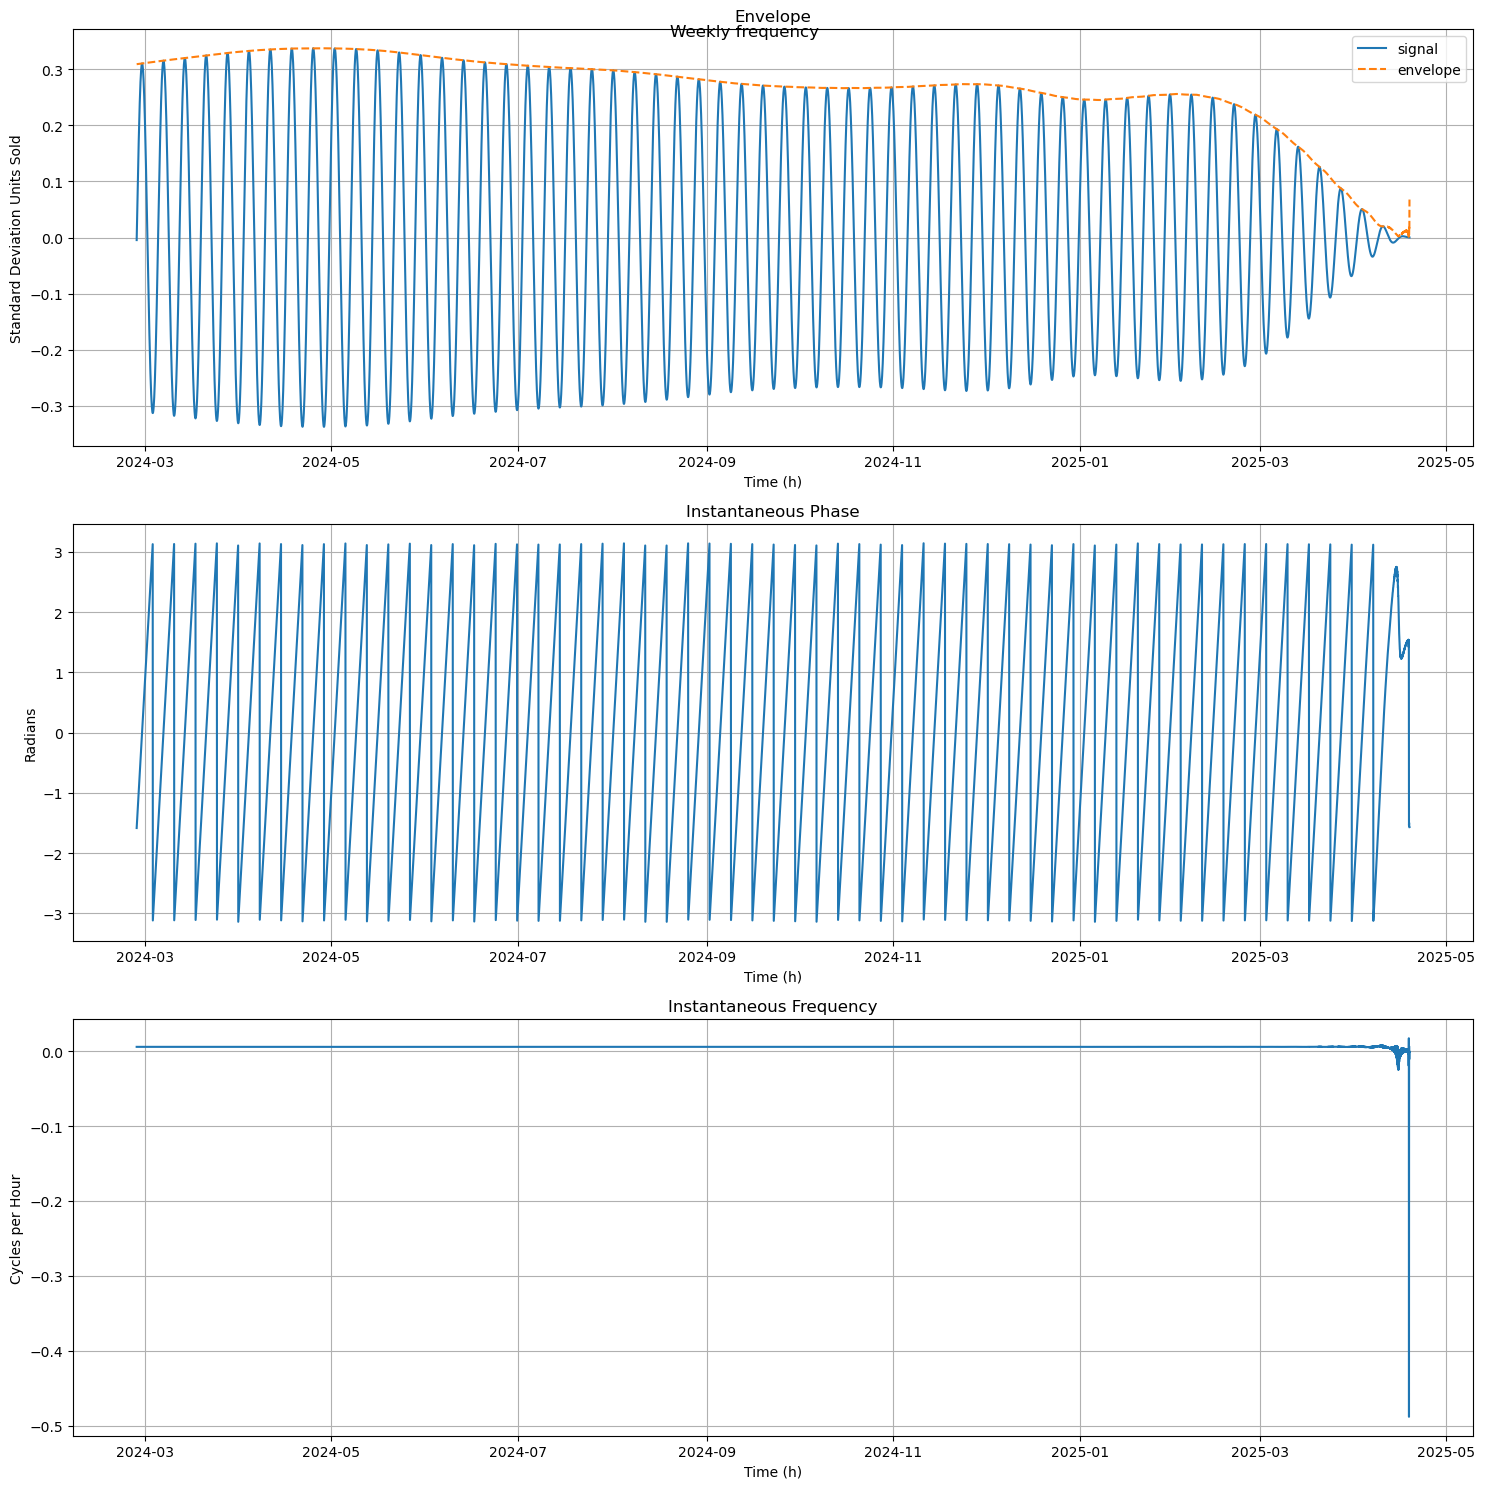 Envelope
Weekly frequency
signal
envelope
Standard Deviation Units Sold
0.3
0.2
0.1
0.0
−0.1
−0.2
−0.3
2024-03 2024-05 2024-07 2024-09 2024-11 2025-01 2025-03 2025-05
Time (h)
Instantaneous Phase
Radians
3
2
1
0
−1
−2
−3
2024-03 2024-05 2024-07 2024-09 2024-11 2025-01 2025-03 2025-05
Time (h)
Instantaneous Frequency
Cycles per Hour
0.0
−0.1
−0.2
−0.3
−0.4
−0.5
2024-03 2024-05 2024-07 2024-09 2024-11 2025-01 2025-03 2025-05
Time (h)